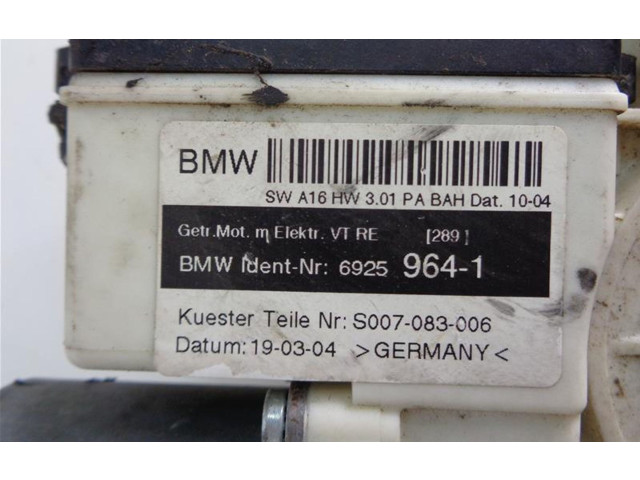 BMW
SW A16 HW 3.01 PA BAH Dat. 10-04
Getr.Mot. m Elektr. VT RE [289]
BMW Ident-Nr: 6925 964-1
Kuester Teile Nr: S007-083-006
Datum: 19-03-04 >GERMANY<